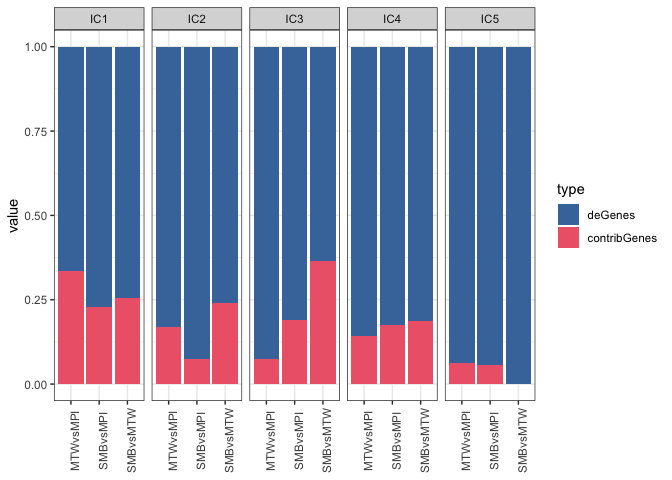 IC1 IC2 IC3 IC4 IC5
1.00
0.75
0.50
0.25
0.00
value
MTWvsMPI SMBvsMPI SMBvsMTW MTWvsMPI SMBvsMPI SMBvsMTW MTWvsMPI SMBvsMPI SMBvsMTW MTWvsMPI SMBvsMPI SMBvsMTW MTWvsMPI SMBvsMPI SMBvsMTW
type
deGenes
contribGenes